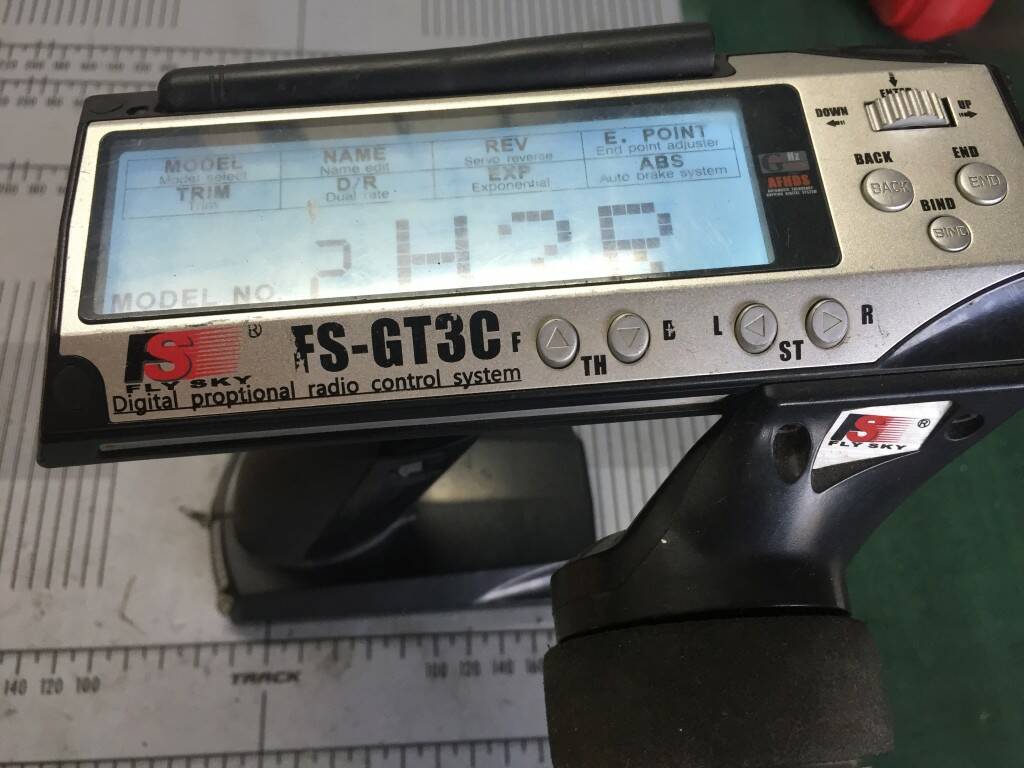 MODEL
Model select
NAME
Name edit
REV
Servo reverse
E. POINT
End point adjuster
TRIM
Trim
D/R
Dual rate
EXP
Exponential
ABS
Auto brake system
MODEL NO.
2
Hz
AFHDS
ENTER
DOWN
UP
BACK
BACK
END
END
BIND
BIND
FS
®
FLY SKY
FS-GT3C
Digital proptional radio control system
F
TH
L
ST
R
FS
®
FLY SKY
140 120 100
TRACK
100 120 140 160